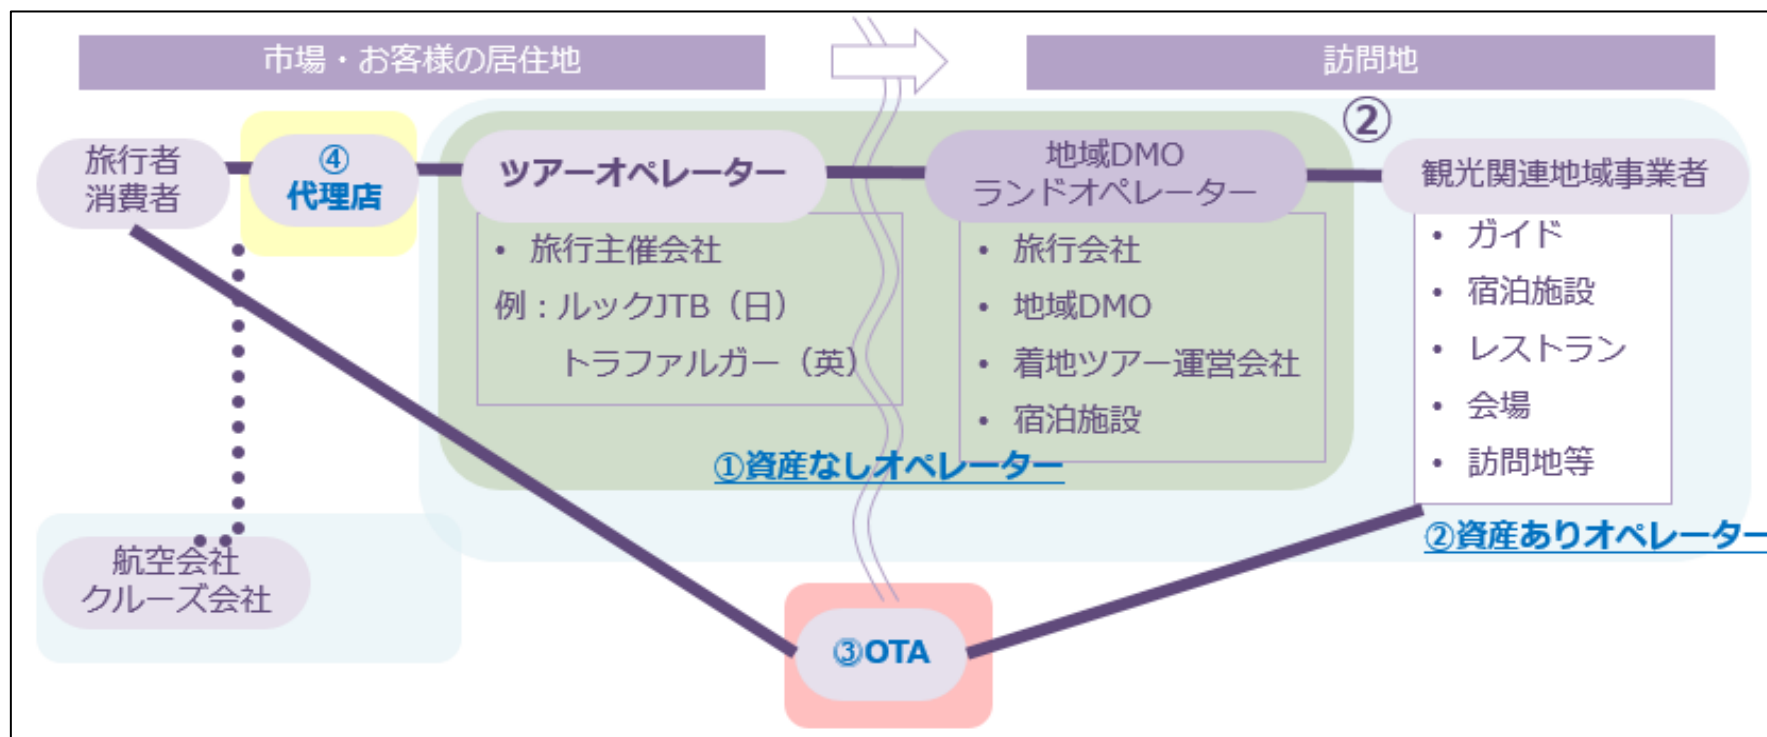 市場・お客様の居住地
訪問地
②
旅行者
消費者
④
代理店
ツアーオペレーター
地域DMO
ランドオペレーター
観光関連地域事業者
• 旅行主催会社
例：ルックJTB（日）
トラファルガー（英）
• 旅行会社
• 地域DMO
• 着地ツアー運営会社
• 宿泊施設
• ガイド
• 宿泊施設
• レストラン
• 会場
• 訪問地等
①資産なしオペレーター
②資産ありオペレーター
航空会社
クルーズ会社
③OTA